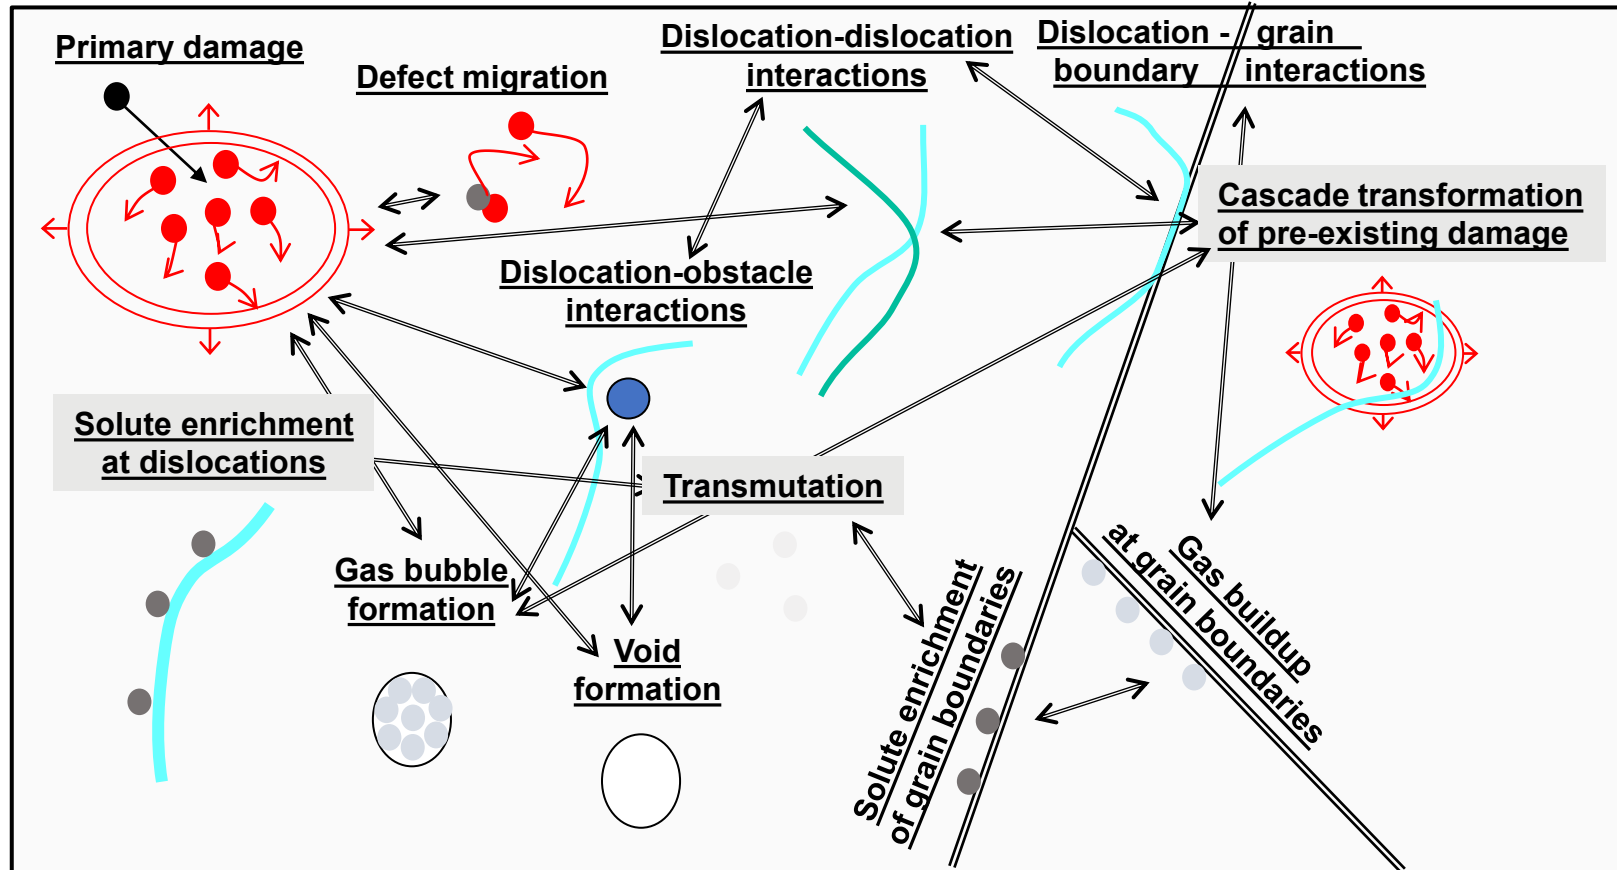 Primary damage
Defect migration
Dislocation-dislocation
interactions
Dislocation - grain
boundary interactions
Cascade transformation
of pre-existing damage
Dislocation-obstacle
interactions
Solute enrichment
at dislocations
Transmutation
Gas bubble
formation
Void
formation
Solute enrichment
of grain boundaries
Gas buildup
at grain boundaries